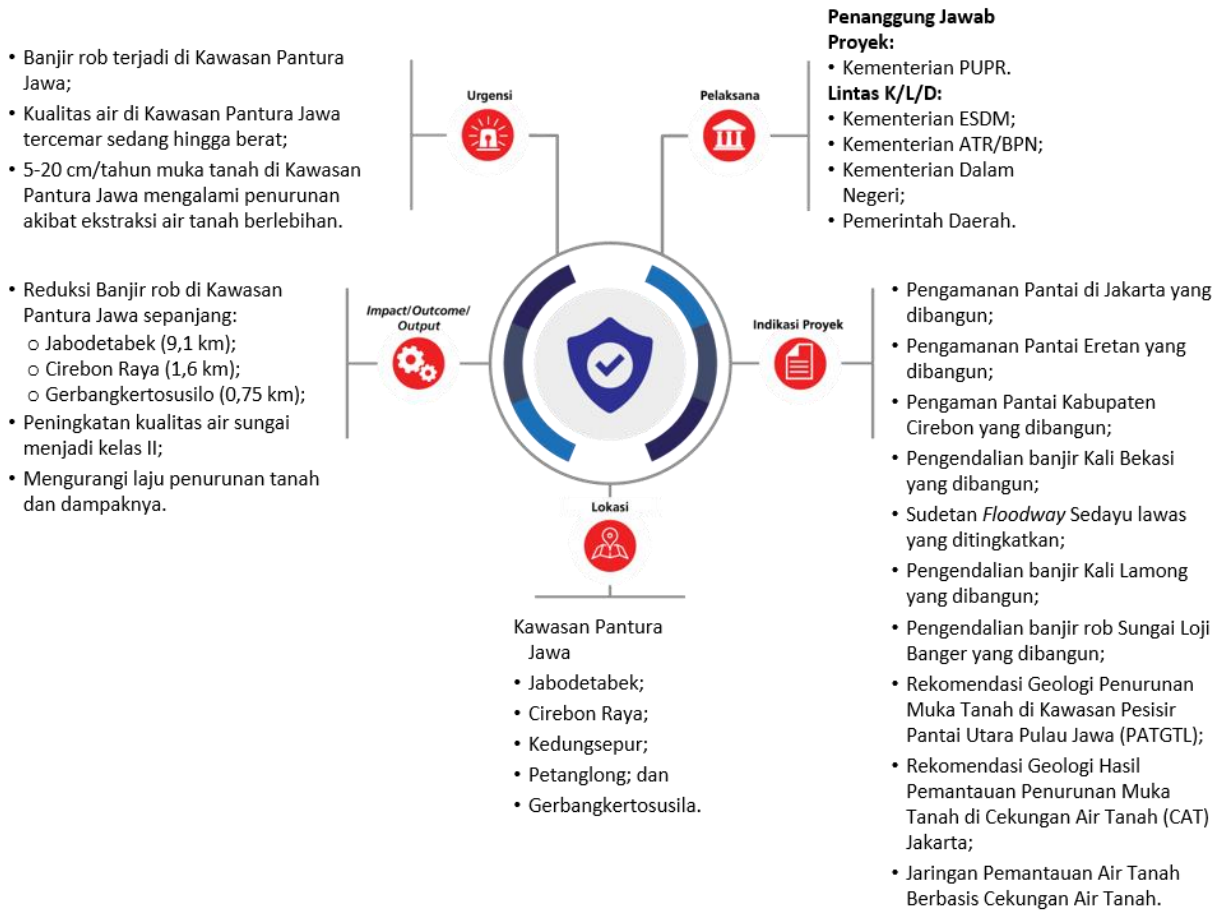 Urgensi
• Banjir rob terjadi di Kawasan Pantura
Jawa;
• Kualitas air di Kawasan Pantura Jawa
tercemar sedang hingga berat;
• 5-20 cm/tahun muka tanah di Kawasan
Pantura Jawa mengalami penurunan
akibat ekstraksi air tanah berlebihan.
Pelaksana
Penanggung Jawab
Proyek:
• Kementerian PUPR.
Lintas K/L/D:
• Kementerian ESDM;
• Kementerian ATR/BPN;
• Kementerian Dalam
Negeri;
• Pemerintah Daerah.
Impact/Outcome/
Output
• Reduksi Banjir rob di Kawasan
Pantura Jawa sepanjang:
o Jabodetabek (9,1 km);
o Cirebon Raya (1,6 km);
o Gerbangkertosusilo (0,75 km);
• Peningkatan kualitas air sungai
menjadi kelas II;
• Mengurangi laju penurunan tanah
dan dampaknya.
Indikasi Proyek
• Pengamanan Pantai di Jakarta yang
dibangun;
• Pengamanan Pantai Eretan yang
dibangun;
• Pengaman Pantai Kabupaten
Cirebon yang dibangun;
• Pengendalian banjir Kali Bekasi
yang dibangun;
• Sudetan Floodway Sedayu lawas
yang ditingkatkan;
• Pengendalian banjir Kali Lamong
yang dibangun;
• Pengendalian banjir rob Sungai Loji
Banger yang dibangun;
• Rekomendasi Geologi Penurunan
Muka Tanah di Kawasan Pesisir
Pantai Utara Pulau Jawa (PATGTL);
• Rekomendasi Geologi Hasil
Pemantauan Penurunan Muka
Tanah di Cekungan Air Tanah (CAT)
Jakarta;
• Jaringan Pemantauan Air Tanah
Berbasis Cekungan Air Tanah.
Lokasi
Kawasan Pantura
Jawa
• Jabodetabek;
• Cirebon Raya;
• Kedungsepur;
• Petanglong; dan
• Gerbangkertosusila.